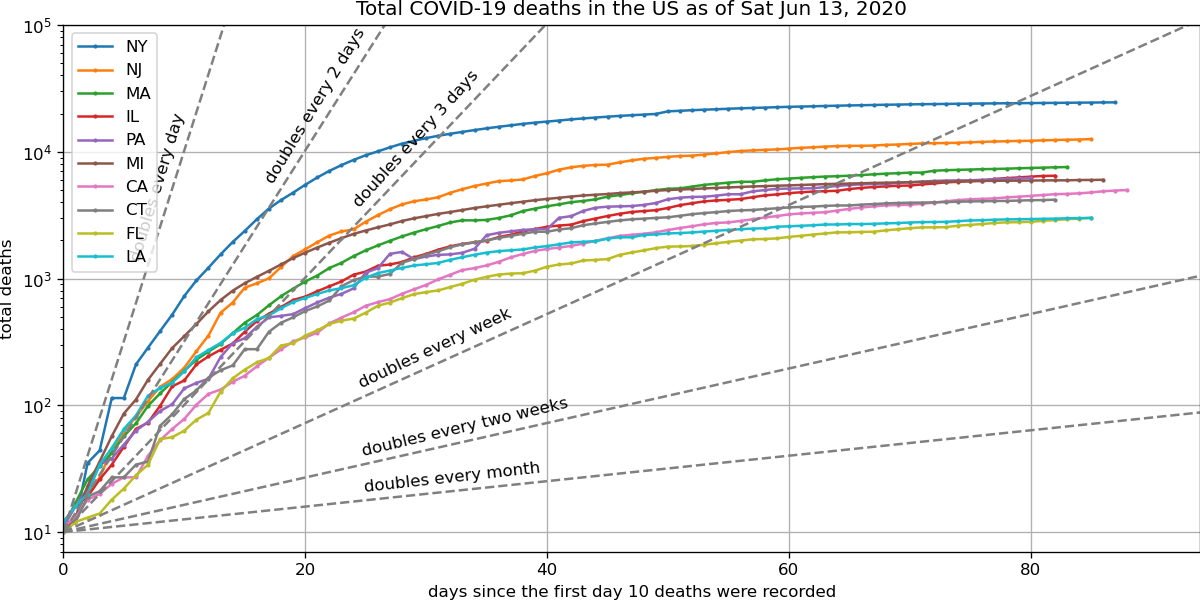 Total COVID-19 deaths in the US as of Sat Jun 13, 2020
10^5
10^4
10^3
10^2
10^1
total deaths
NY
NJ
MA
IL
PA
MI
CA
CT
FL
LA
doubles every day
doubles every 2 days
doubles every 3 days
doubles every week
doubles every two weeks
doubles every month
0
20
40
60
80
days since the first day 10 deaths were recorded